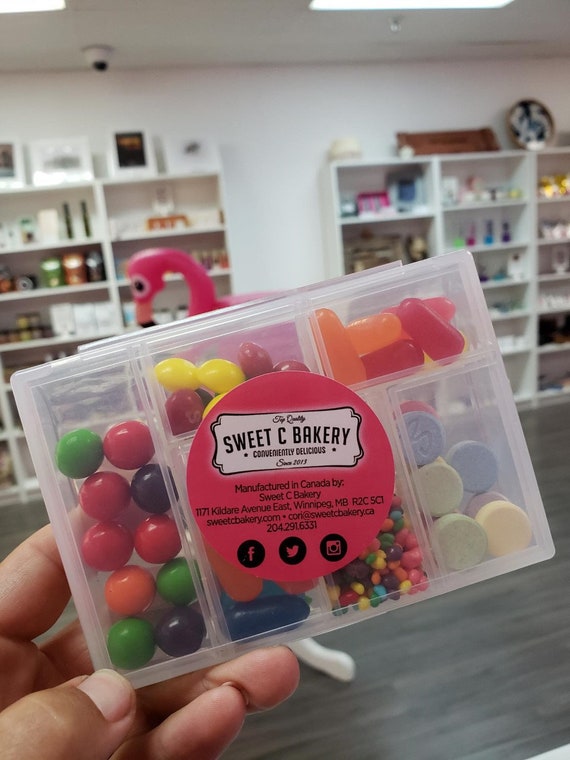 Top Quality
SWEET C BAKERY
CONVENIENTLY DELICIOUS
Since 2013
Manufactured in Canada by:
Sweet C Bakery
1171 Kildare Avenue East, Winnipeg, MB R2C 5C1
sweetcbakery.com • cori@sweetcbakery.ca
204.291.6331